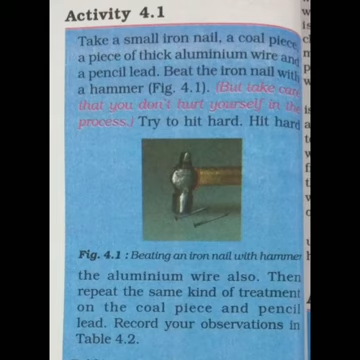 Activity 4.1
Take a small iron nail, a coal piece,
a piece of thick aluminium wire and
a pencil lead. Beat the iron nail with
a hammer (Fig. 4.1). (But take care
that you don't hurt yourself in the
process.) Try to hit hard. Hit hard
Fig. 4.1 : Beating an iron nail with hammer
the aluminium wire also. Then
repeat the same kind of treatment
on the coal piece and pencil
lead. Record your observations in
Table 4.2.